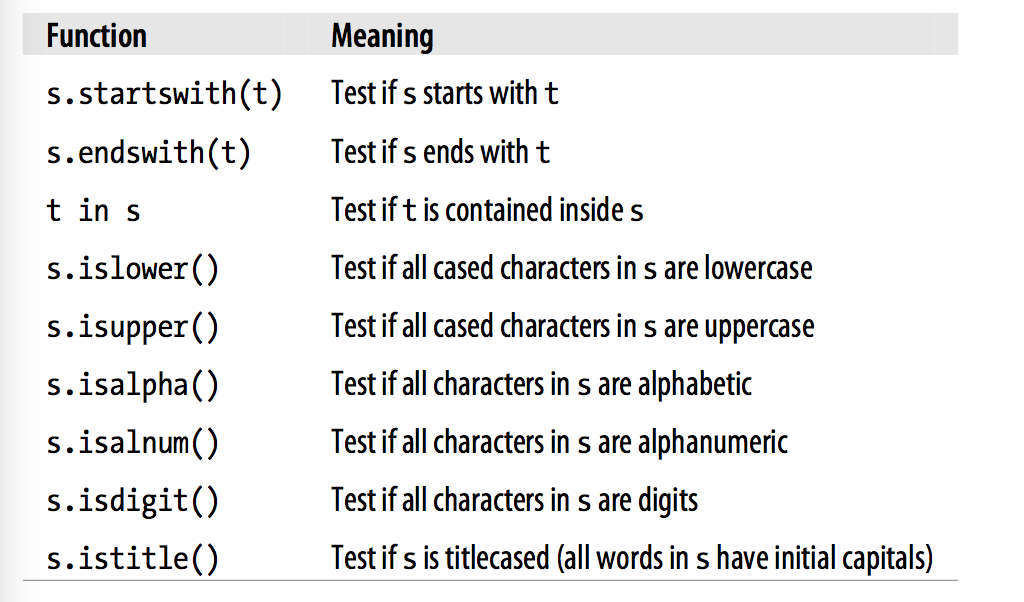 Function Meaning
s.startswith(t) Test if s starts with t
s.endswith(t) Test if s ends with t
t in s Test if t is contained inside s
s.islower() Test if all cased characters in s are lowercase
s.isupper() Test if all cased characters in s are uppercase
s.isalpha() Test if all characters in s are alphabetic
s.isalnum() Test if all characters in s are alphanumeric
s.isdigit() Test if all characters in s are digits
s.istitle() Test if s is titlecased (all words in s have initial capitals)